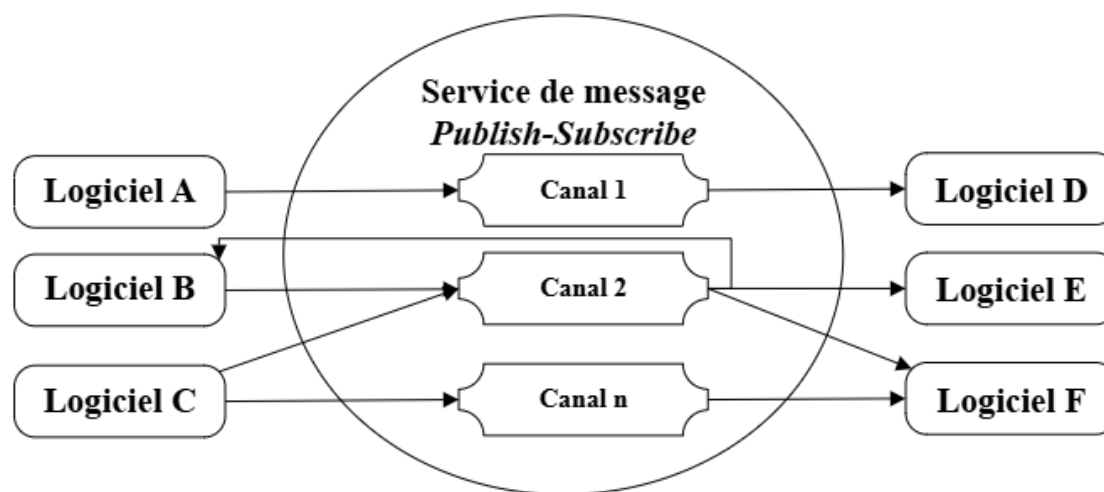 Service de message
Publish-Subscribe
Logiciel A
Canal 1
Logiciel D
Logiciel B
Canal 2
Logiciel E
Logiciel C
Canal n
Logiciel F